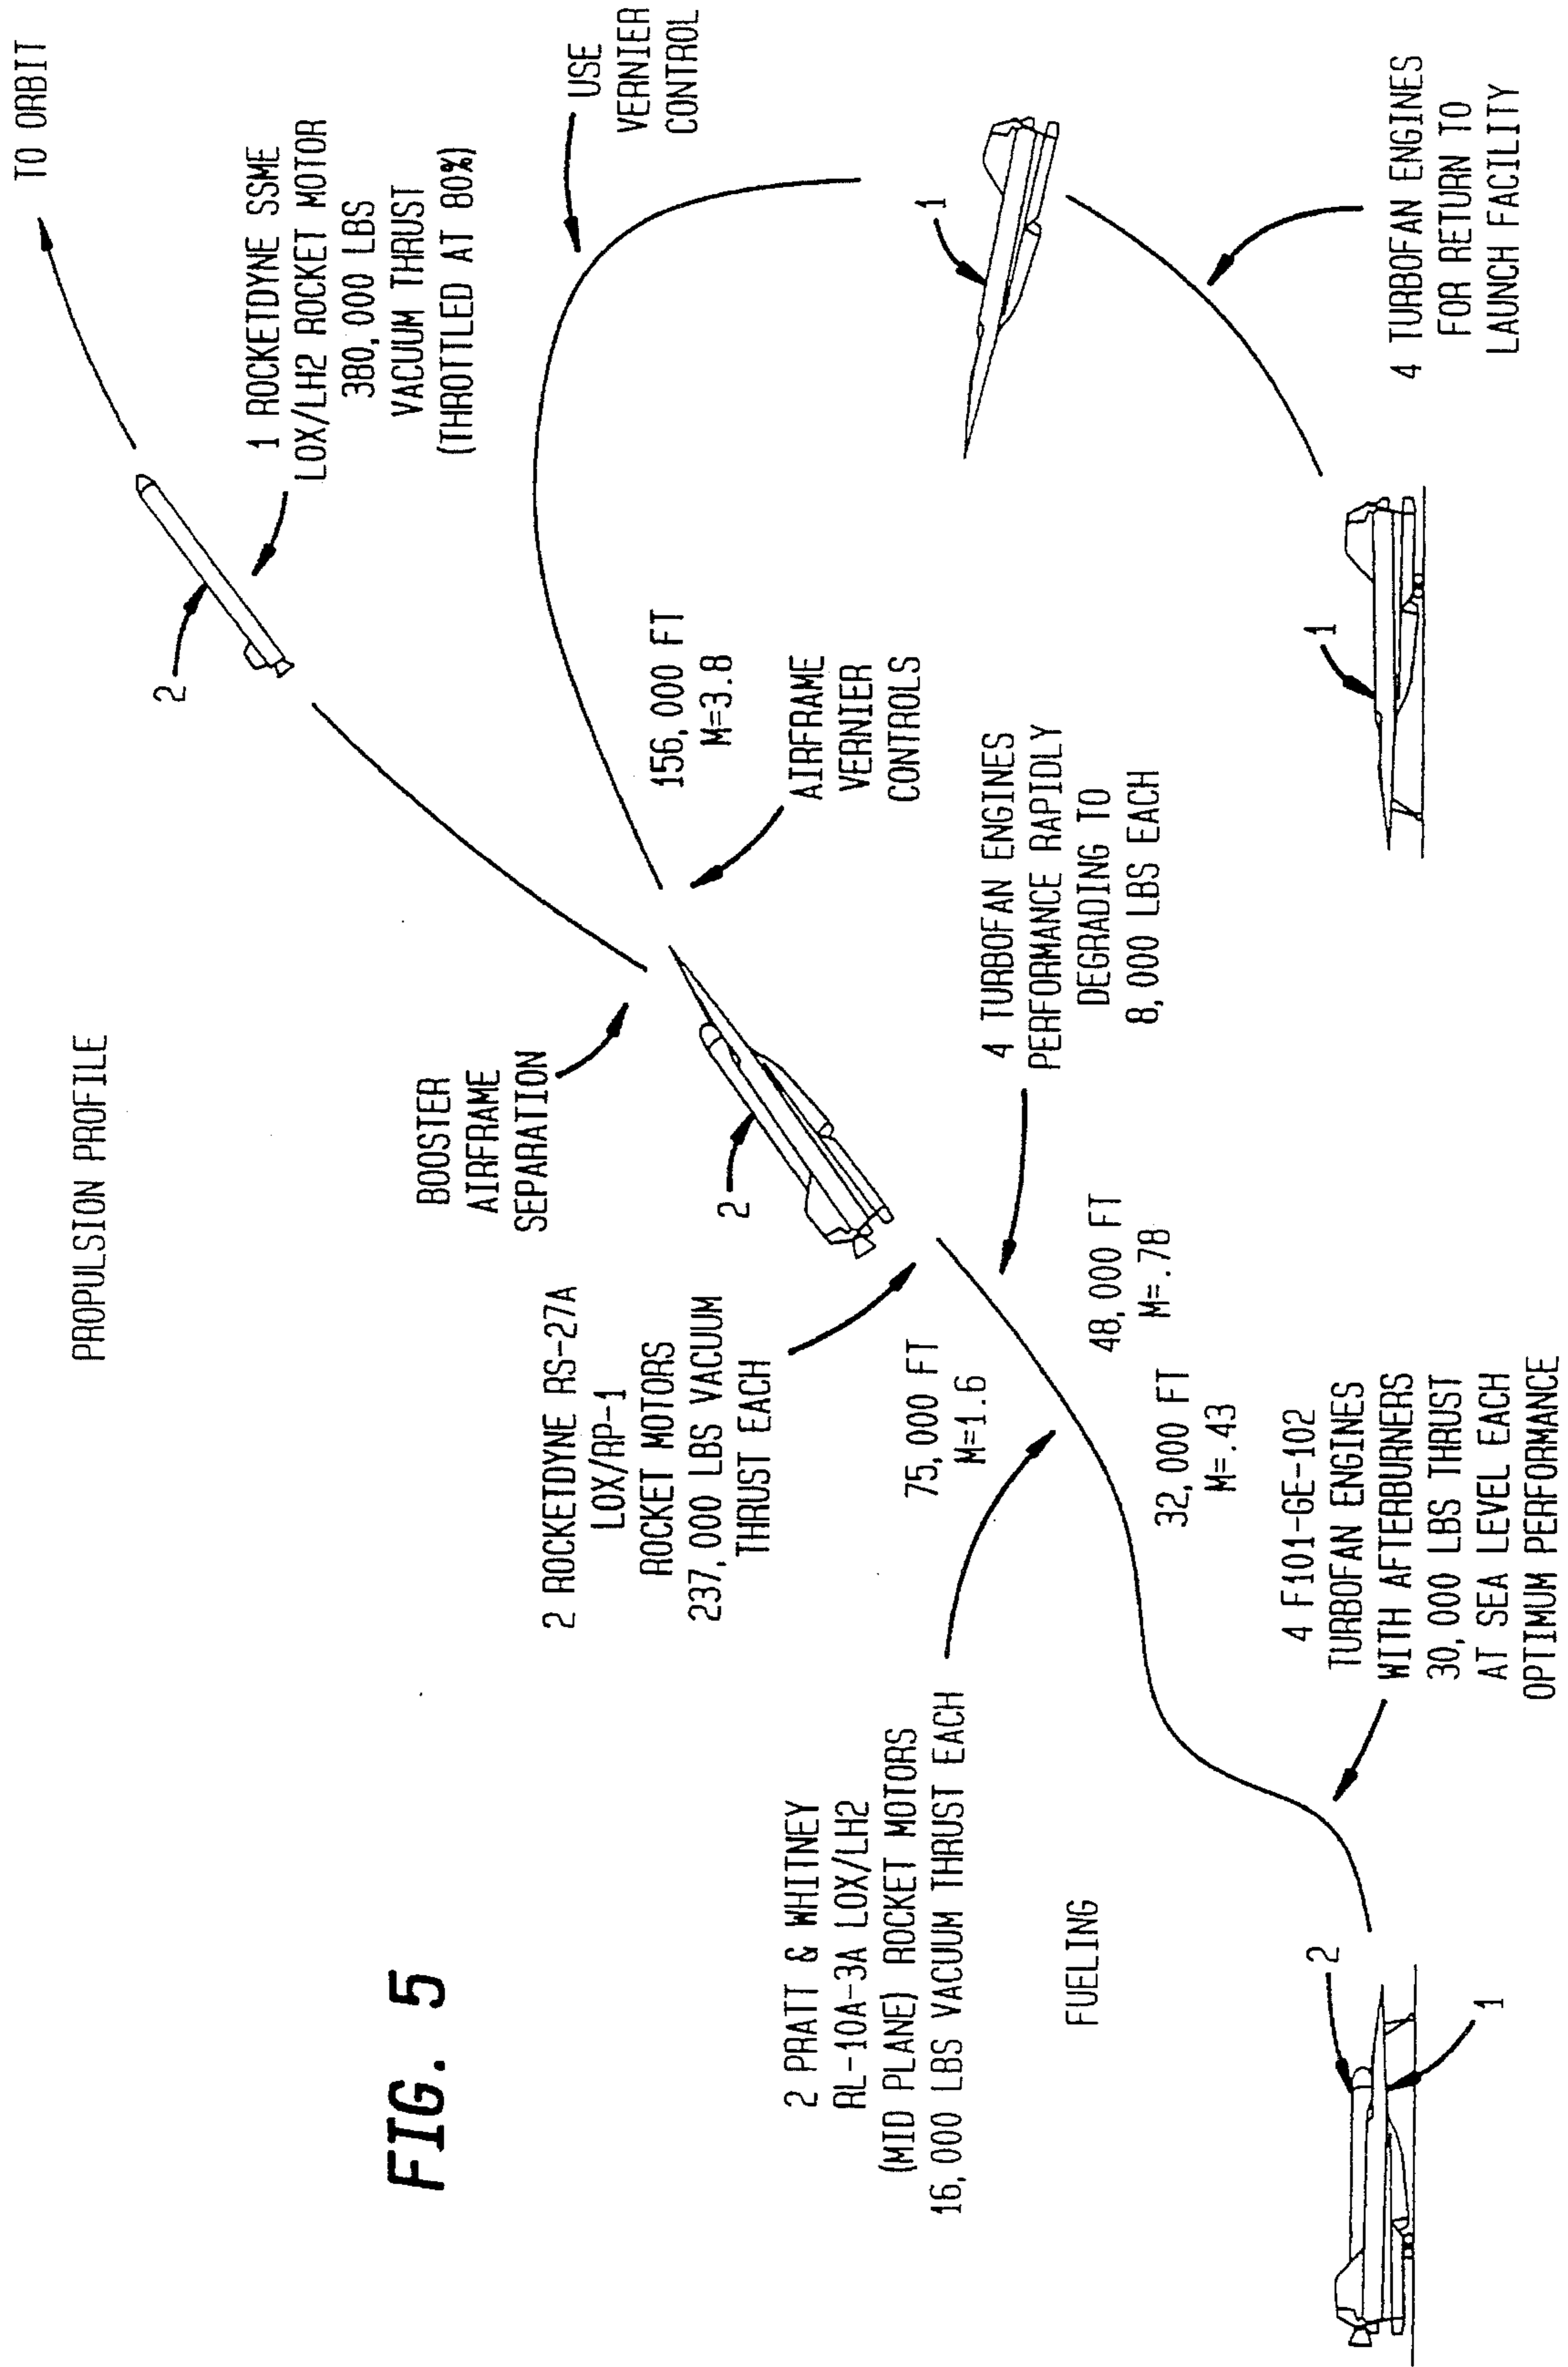 PROPULSION PROFILE
FIG. 5
TO ORBIT
2
1 ROCKETDYNE SSME
LOX/LH2 ROCKET MOTOR
380,000 LBS
VACUUM THRUST
(THROTTLED AT 80%)
USE
VERNIER
CONTROL
BOOSTER
AIRFRAME
SEPARATION
156,000 FT
M=3.8
AIRFRAME
VERNIER
CONTROLS
2
2 ROCKETDYNE RS-27A
LOX/RP-1
ROCKET MOTORS
237,000 LBS VACUUM
THRUST EACH
1
2 PRATT & WHITNEY
RL-10A-3A LOX/LH2
(MID PLANE) ROCKET MOTORS
16,000 LBS VACUUM THRUST EACH
75,000 FT
M=1.6
4 TURBOFAN ENGINES
PERFORMANCE RAPIDLY
DEGRADING TO
8,000 LBS EACH
48,000 FT
M=.78
FUELING
32,000 FT
M=.43
4 F101-GE-102
TURBOFAN ENGINES
WITH AFTERBURNERS
30,000 LBS THRUST
AT SEA LEVEL EACH
OPTIMUM PERFORMANCE
2
1
1
4 TURBOFAN ENGINES
FOR RETURN TO
LAUNCH FACILITY